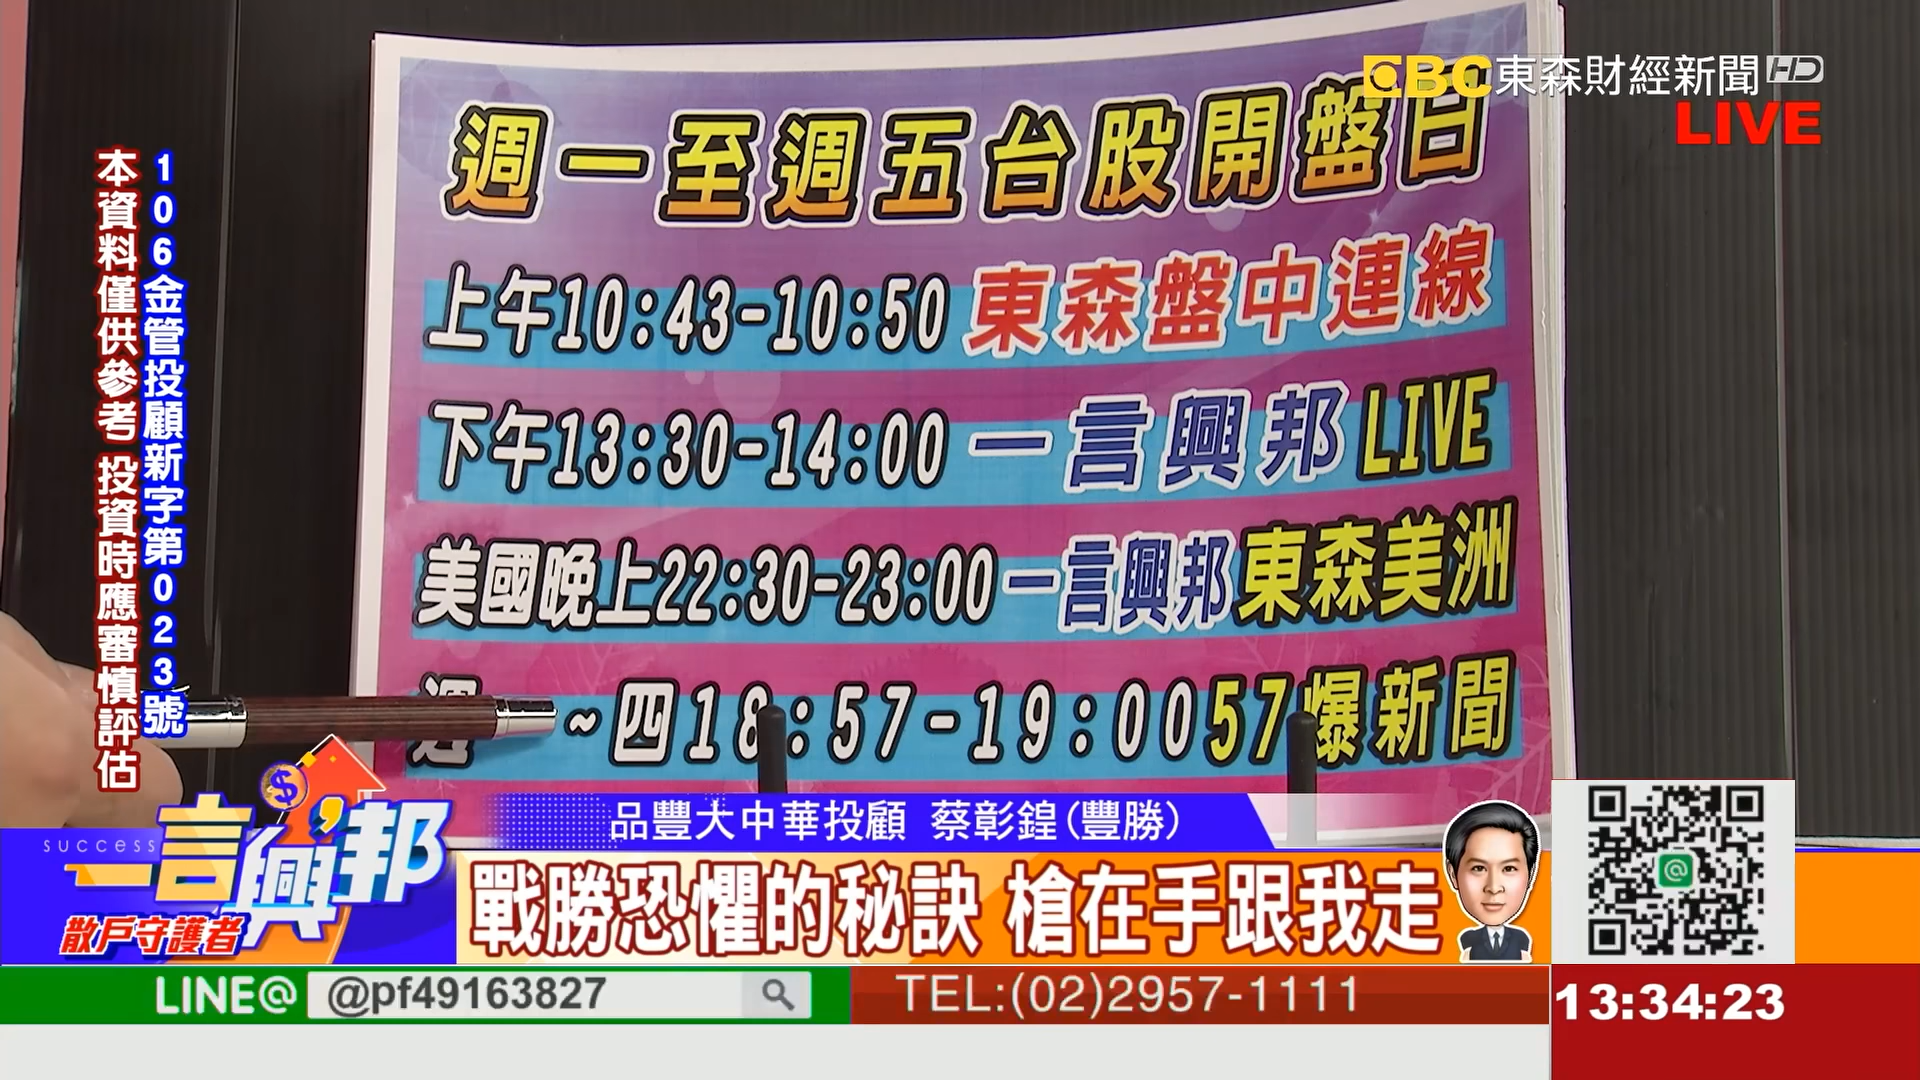 EBC東森財經新聞HD
LIVE
106金管投顧新字第023號
本資料僅供參考 投資時應審慎評估
週一至週五台股開盤日
上午10:43-10:50 東森盤中連線
下午13:30-14:00 一言興邦LIVE
美國晚上22:30-23:00 一言興邦東森美洲
週 ~四18:57-19:00 57爆新聞
success
一言興邦
散戶守護者
品豐大中華投顧 蔡彰鍠(豐勝)
戰勝恐懼的秘訣 槍在手跟我走
LINE@ @pf49163827
TEL:(02)2957-1111
13:34:23